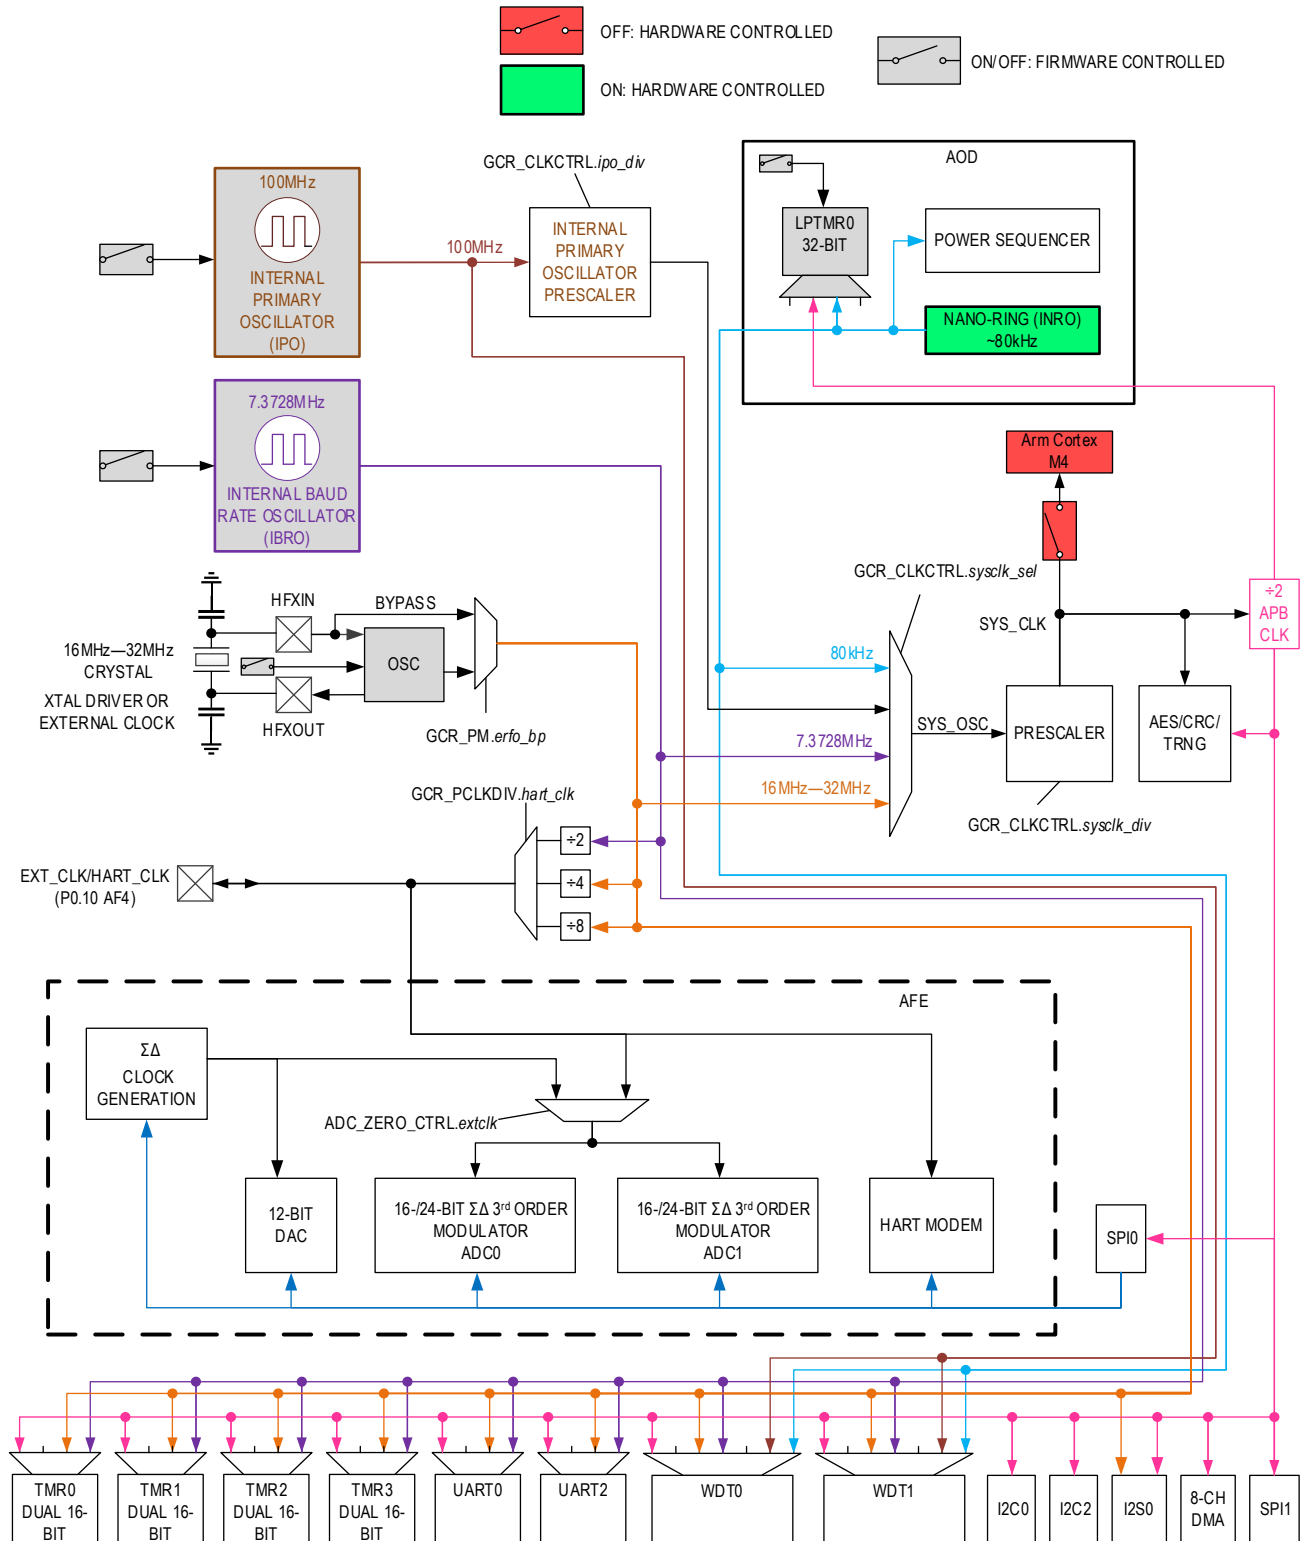 OFF: HARDWARE CONTROLLED
ON/OFF: FIRMWARE CONTROLLED
ON: HARDWARE CONTROLLED
GCR_CLKCTRL.ipo_div
AOD
100MHz
INTERNAL
PRIMARY
OSCILLATOR
(IPO)
100MHz
INTERNAL
PRIMARY
OSCILLATOR
PRESCALER
LPTMR0
32-BIT
POWER SEQUENCER
NANO-RING (INRO)
~80kHz
7.3728MHz
INTERNAL BAUD
RATE OSCILLATOR
(IBRO)
Arm Cortex
M4
GCR_CLKCTRL.sysclk_sel
÷2
APB
CLK
SYS_CLK
HFXIN
BYPASS
16MHz—32MHz
CRYSTAL
OSC
XTAL DRIVER OR
EXTERNAL CLOCK
HFXOUT
GCR_PM.erfo_bp
80kHz
7.3728MHz
16MHz—32MHz
SYS_OSC
PRESCALER
AES/CRC/
TRNG
GCR_CLKCTRL.sysclk_div
GCR_PCLKDIV.hart_clk
÷2
÷4
÷8
EXT_CLK/HART_CLK
(P0.10 AF4)
AFE
ΣΔ
CLOCK
GENERATION
ADC_ZERO_CTRL.extclk
12-BIT
DAC
16-/24-BIT ΣΔ 3rd ORDER
MODULATOR
ADC0
16-/24-BIT ΣΔ 3rd ORDER
MODULATOR
ADC1
HART MODEM
SPI0
TMR0
DUAL 16-
BIT
TMR1
DUAL 16-
BIT
TMR2
DUAL 16-
BIT
TMR3
DUAL 16-
BIT
UART0
UART2
WDT0
WDT1
I2C0
I2C2
I2S0
8-CH
DMA
SPI1